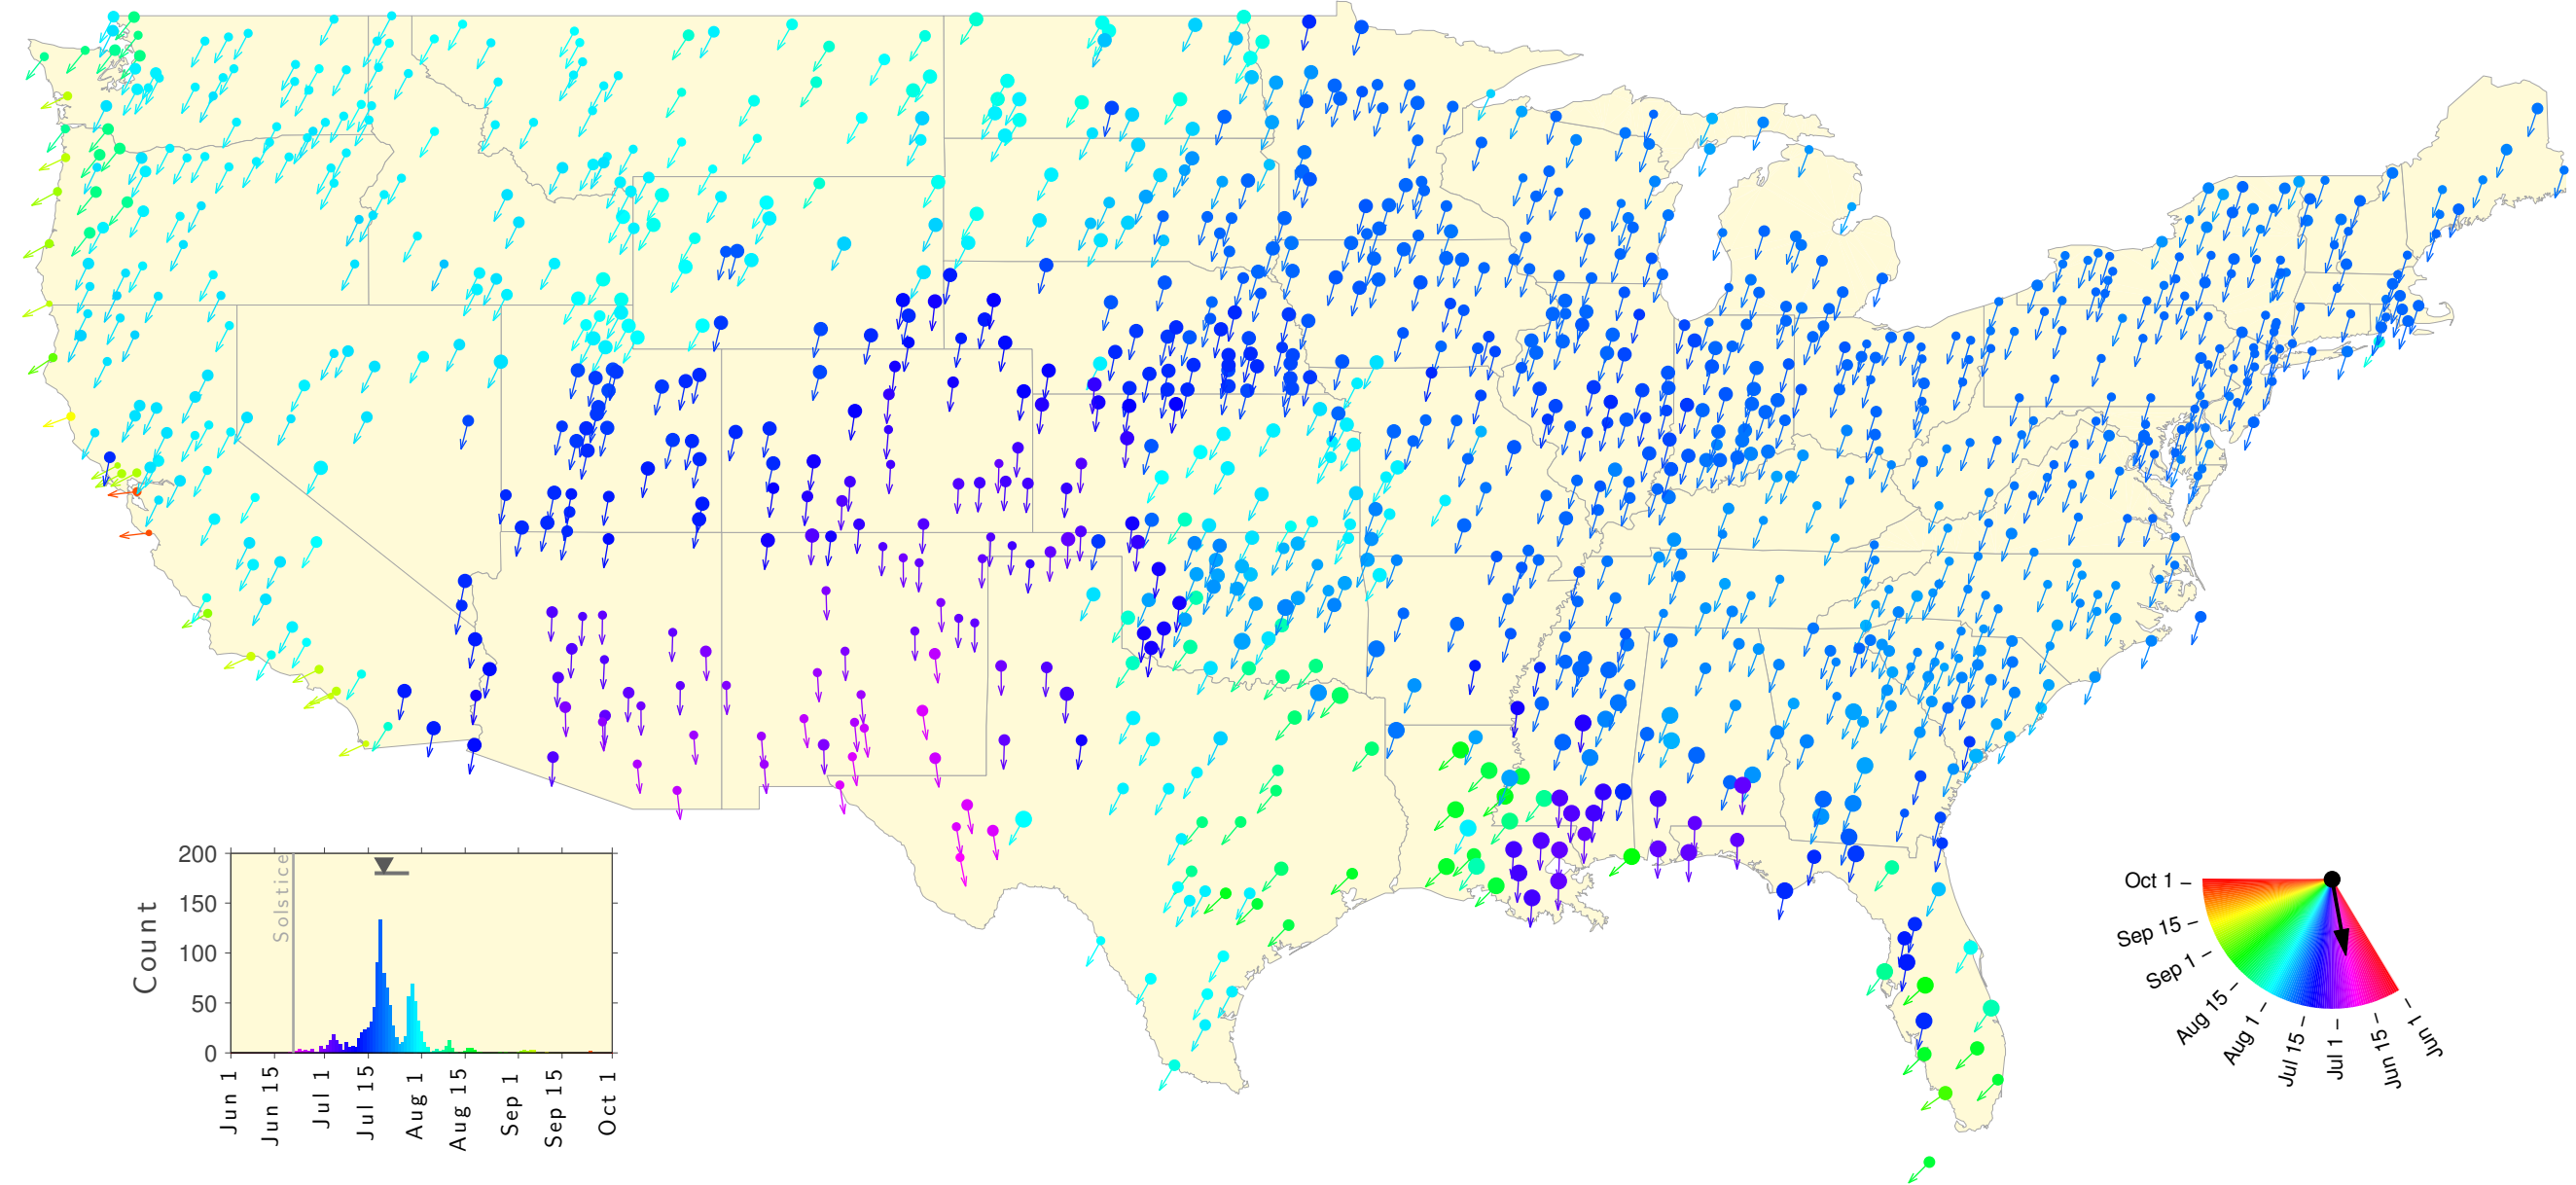 200
150
100
50
0
Count
Solstice
Jun 1
Jun 15
Jul 1
Jul 15
Aug 1
Aug 15
Sep 1
Sep 15
Oct 1
Oct 1
Sep 15
Sep 1
Aug 15
Aug 1
Jul 15
Jul 1
Jun 15
Jun 1